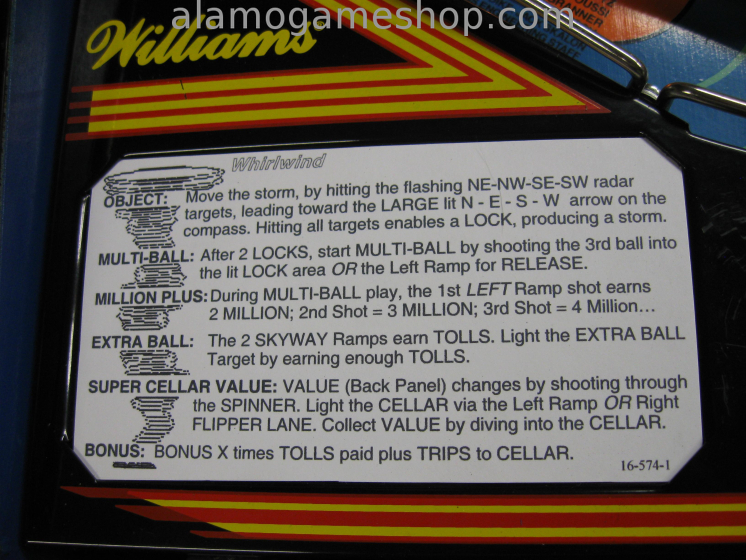 alamogameshop.com
Williams
Whirlwind
OBJECT: Move the storm, by hitting the flashing NE-NW-SE-SW radar
targets, leading toward the LARGE lit N - E - S - W arrow on the
compass. Hitting all targets enables a LOCK, producing a storm.
MULTI-BALL: After 2 LOCKS, start MULTI-BALL by shooting the 3rd ball into
the lit LOCK area OR the Left Ramp for RELEASE.
MILLION PLUS: During MULTI-BALL play, the 1st LEFT Ramp shot earns
2 MILLION; 2nd Shot = 3 MILLION; 3rd Shot = 4 Million...
EXTRA BALL: The 2 SKYWAY Ramps earn TOLLS. Light the EXTRA BALL
Target by earning enough TOLLS.
SUPER CELLAR VALUE: VALUE (Back Panel) changes by shooting through
the SPINNER. Light the CELLAR via the Left Ramp OR Right
FLIPPER LANE. Collect VALUE by diving into the CELLAR.
BONUS: BONUS X times TOLLS paid plus TRIPS to CELLAR.
16-574-1